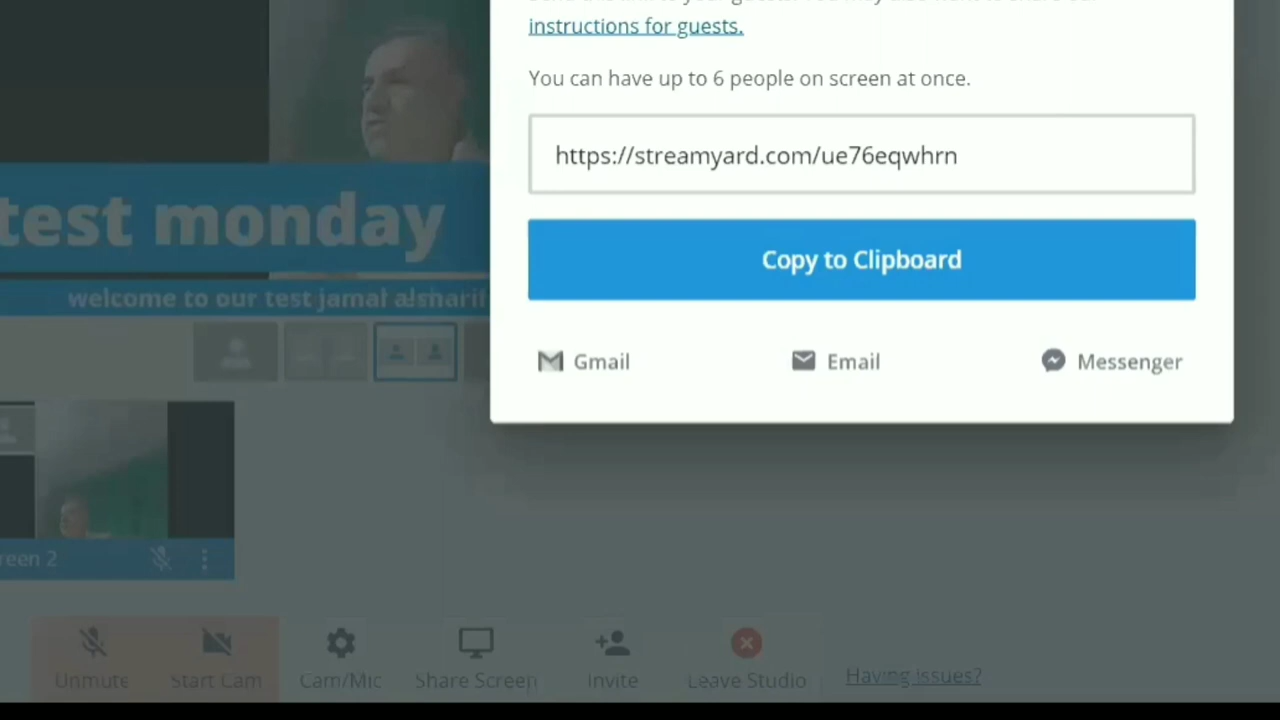 instructions for guests.
You can have up to 6 people on screen at once.
https://streamyard.com/ue76eqwhrn
Copy to Clipboard
Gmail Email Messenger
test monday
welcome to our test jamal alsharif
reen 2
Unmute Start Cam Cam/Mic Share Screen Invite Leave Studio Having issues?